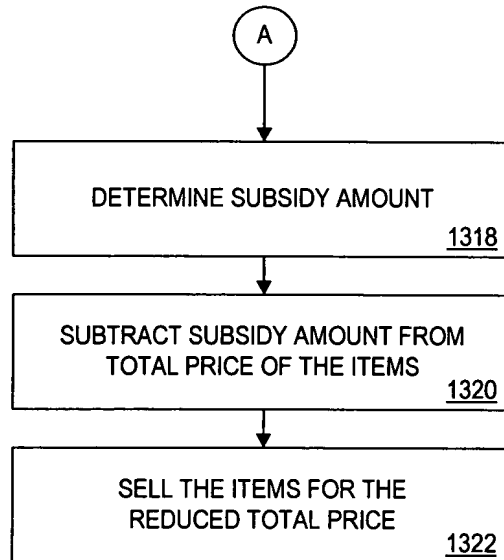 A
DETERMINE SUBSIDY AMOUNT
1318
SUBTRACT SUBSIDY AMOUNT FROM
TOTAL PRICE OF THE ITEMS
1320
SELL THE ITEMS FOR THE
REDUCED TOTAL PRICE
1322